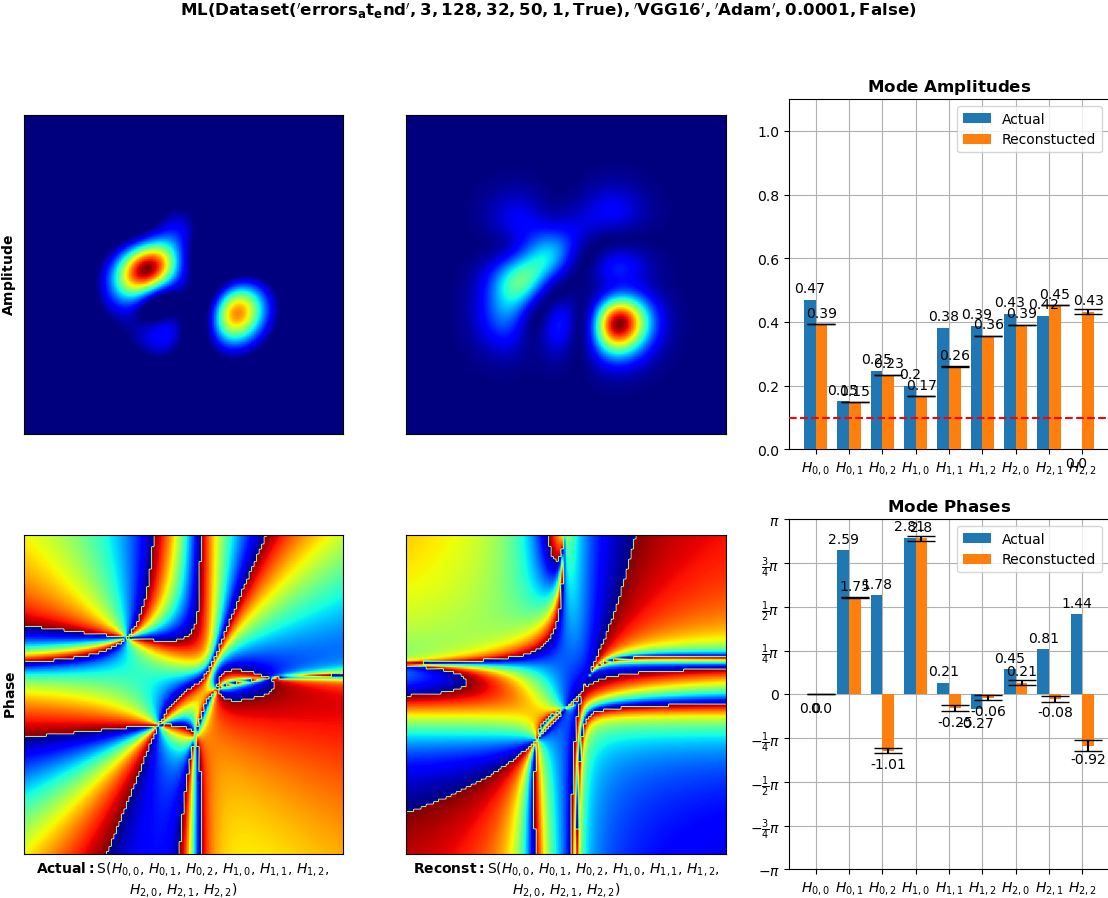 ML(Dataset('errors_at_end', 3, 128, 32, 50, 1, True), 'VGG16', 'Adam', 0.0001, False)
Amplitude
Mode Amplitudes
Actual
Reconstucted
1.0
0.8
0.6
0.4
0.2
0.0
0.47 0.39 0.15 0.15 0.25 0.23 0.2 0.17 0.38 0.26 0.39 0.36 0.43 0.39 0.42 0.45 0.0 0.43
H0,0 H0,1 H0,2 H1,0 H1,1 H1,2 H2,0 H2,1 H2,2
Phase
Actual: S(H0,0, H0,1, H0,2, H1,0, H1,1, H1,2,
H2,0, H2,1, H2,2)
Reconst: S(H0,0, H0,1, H0,2, H1,0, H1,1, H1,2,
H2,0, H2,1, H2,2)
Mode Phases
Actual
Reconstucted
π
3/4π
1/2π
1/4π
0
−1/4π
−1/2π
−3/4π
−π
0.0 0.0 2.59 1.73 1.78 -1.01 2.81 2.8 0.21 -0.25 -0.27 -0.06 0.45 0.21 0.81 -0.08 1.44 -0.92
H0,0 H0,1 H0,2 H1,0 H1,1 H1,2 H2,0 H2,1 H2,2